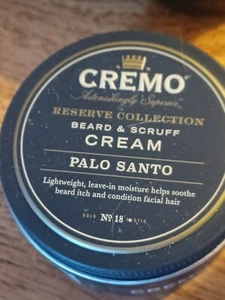 CREMO
Astonishingly Superior
RESERVE COLLECTION
BEARD & SCRUFF
CREAM
PALO SANTO
Lightweight, leave-in moisture helps soothe
beard itch and condition facial hair
Nº 18